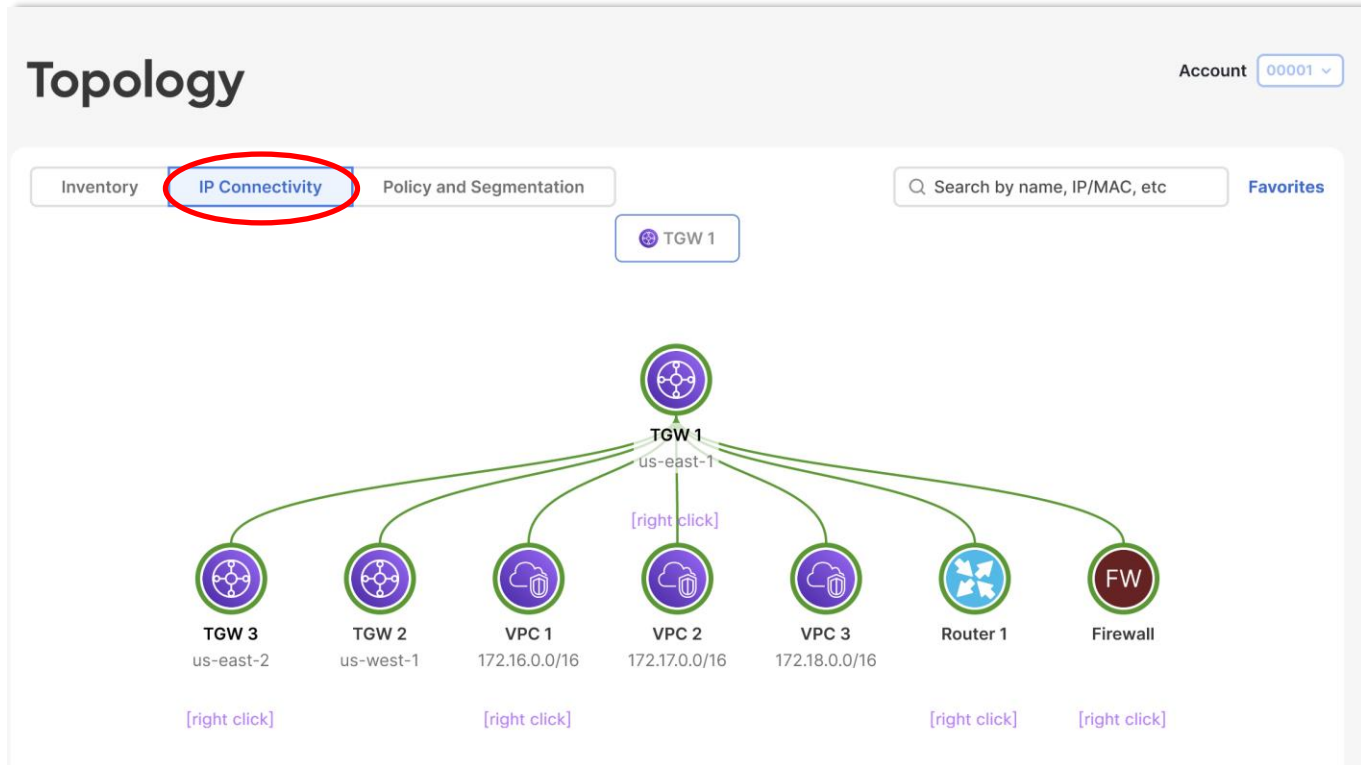 Topology
Account 00001
Inventory IP Connectivity Policy and Segmentation Search by name, IP/MAC, etc Favorites
TGW 1
TGW 1
us-east-1
[right click]
FW
TGW 3 TGW 2 VPC 1 VPC 2 VPC 3 Router 1 Firewall
us-east-2 us-west-1 172.16.0.0/16 172.17.0.0/16 172.18.0.0/16
[right click] [right click] [right click] [right click]